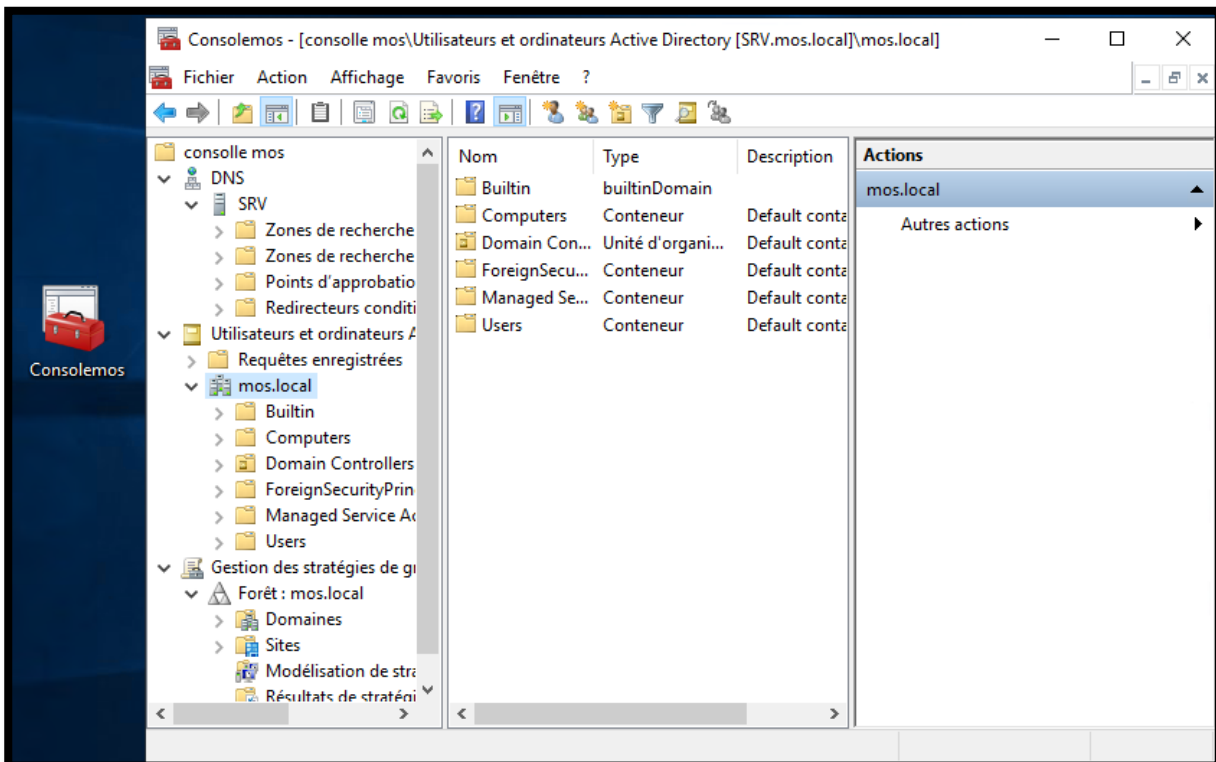 Consolemos - [consolle mos\Utilisateurs et ordinateurs Active Directory [SRV.mos.local]\mos.local]
Fichier Action Affichage Favoris Fenêtre ?
Consolemos
consolle mos
DNS
SRV
Zones de recherche
Zones de recherche
Points d'approbatio
Redirecteurs conditi
Utilisateurs et ordinateurs A
Requêtes enregistrées
mos.local
Builtin
Computers
Domain Controllers
ForeignSecurityPrin
Managed Service Ac
Users
Gestion des stratégies de gr
Forêt : mos.local
Domaines
Sites
Modélisation de stra
Résultats de stratégi
Nom Type Description
Builtin builtinDomain
Computers Conteneur Default conta
Domain Con... Unité d'organi... Default conta
ForeignSecu... Conteneur Default conta
Managed Se... Conteneur Default conta
Users Conteneur Default conta
Actions
mos.local
Autres actions